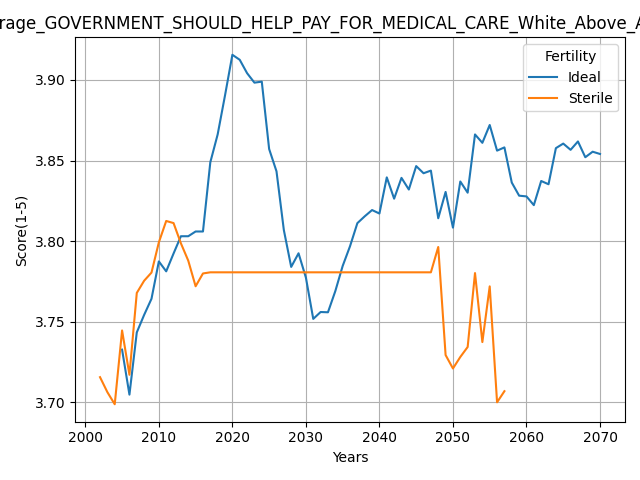 rage_GOVERNMENT_SHOULD_HELP_PAY_FOR_MEDICAL_CARE_White_Above_A
Fertility
Ideal
Sterile
3.90
3.85
3.80
3.75
3.70
Score(1-5)
2000 2010 2020 2030 2040 2050 2060 2070
Years